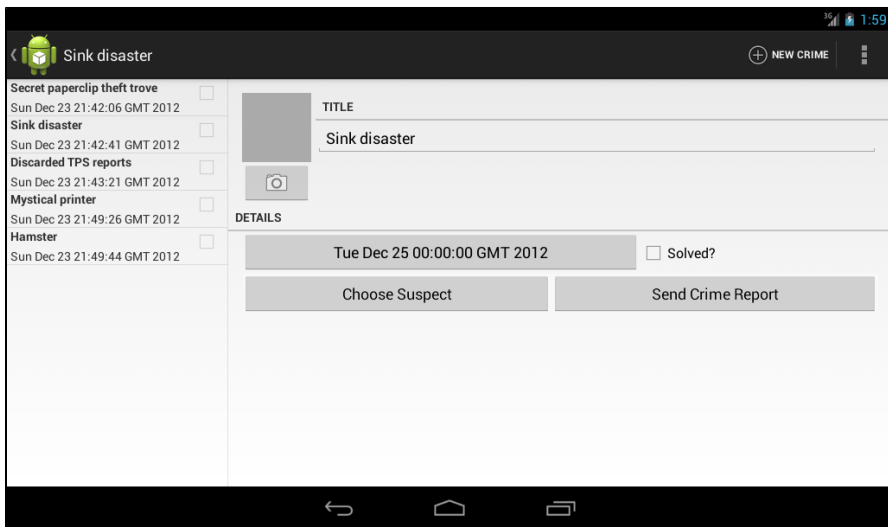 3G 1:59
Sink disaster
NEW CRIME
Secret paperclip theft trove
Sun Dec 23 21:42:06 GMT 2012
Sink disaster
Sun Dec 23 21:42:41 GMT 2012
Discarded TPS reports
Sun Dec 23 21:43:21 GMT 2012
Mystical printer
Sun Dec 23 21:49:26 GMT 2012
Hamster
Sun Dec 23 21:49:44 GMT 2012
TITLE
Sink disaster
DETAILS
Tue Dec 25 00:00:00 GMT 2012
Solved?
Choose Suspect
Send Crime Report